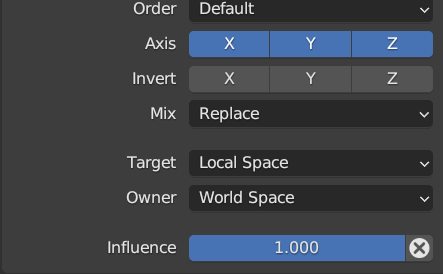 Order Default
Axis X Y Z
Invert X Y Z
Mix Replace
Target Local Space
Owner World Space
Influence 1.000